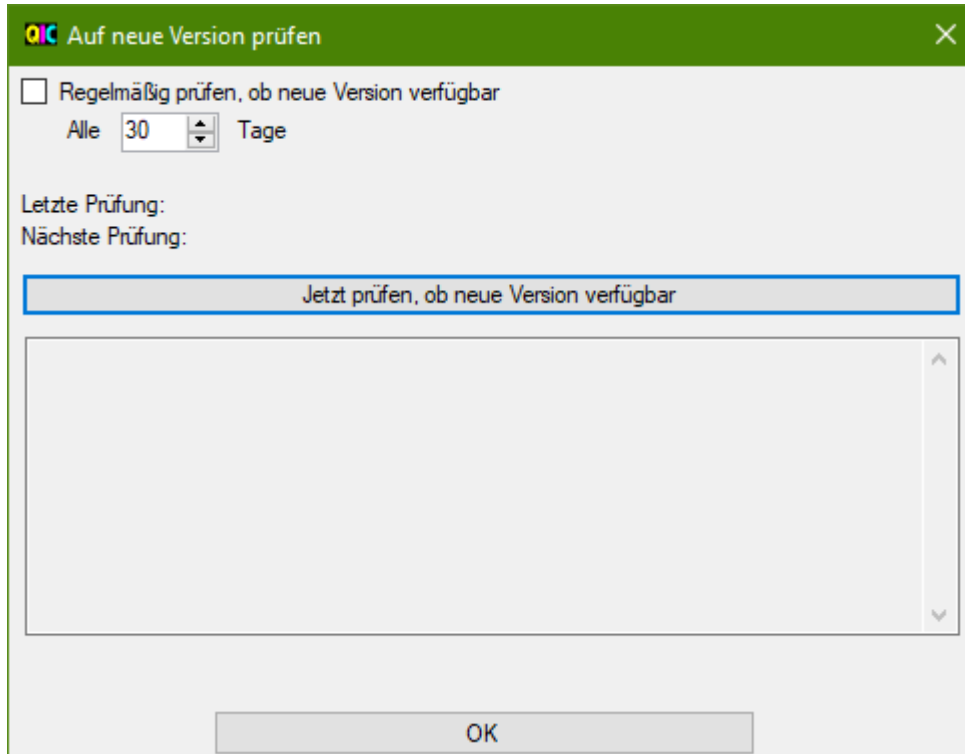 QIC Auf neue Version prüfen
Regelmäßig prüfen, ob neue Version verfügbar
Alle 30 Tage
Letzte Prüfung:
Nächste Prüfung:
Jetzt prüfen, ob neue Version verfügbar
OK